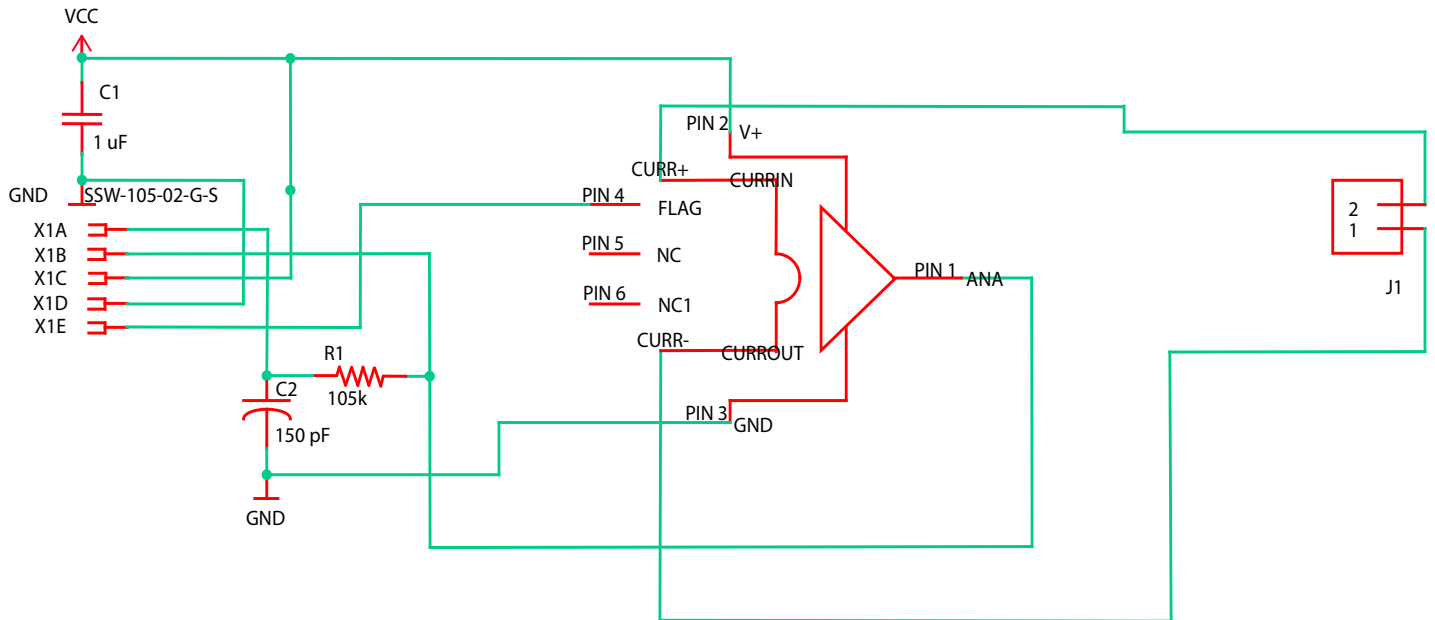 VCC
C1
1 uF
GND
SSW-105-02-G-S
X1A
X1B
X1C
X1D
X1E
R1
105k
C2
150 pF
GND
PIN 2
V+
CURR+
CURRIN
PIN 4
FLAG
PIN 5
NC
PIN 6
NC1
CURR-
CURROUT
PIN 3
GND
PIN 1
ANA
2
1
J1